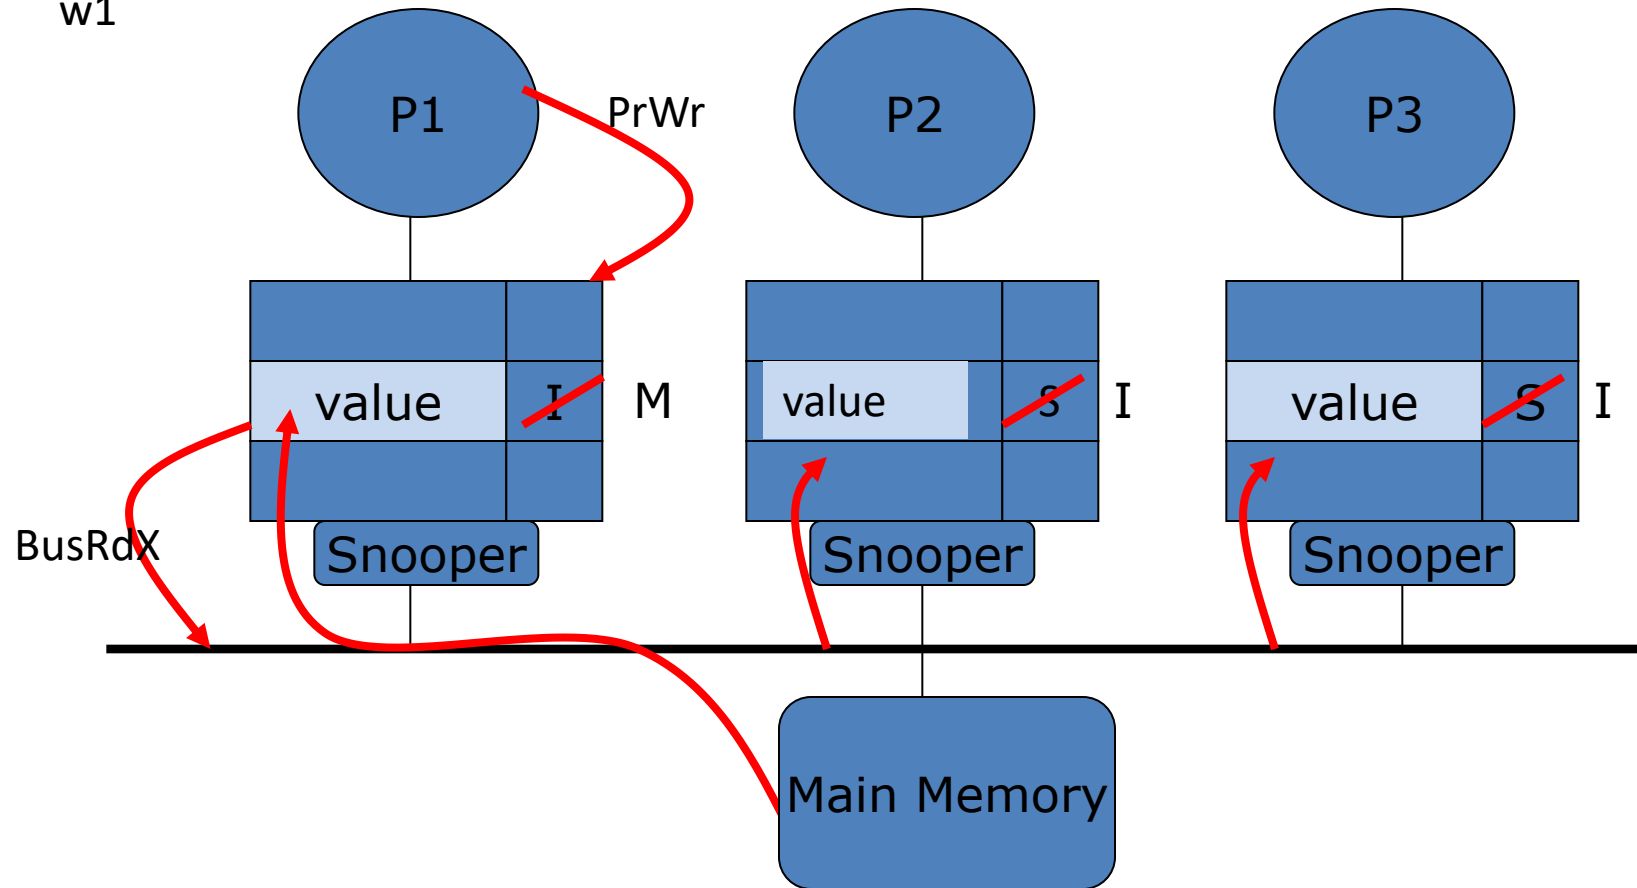 w1
P1
PrWr
P2
P3
value
I
M
value
S
I
value
S
I
BusRdX
Snooper
Snooper
Snooper
Main Memory